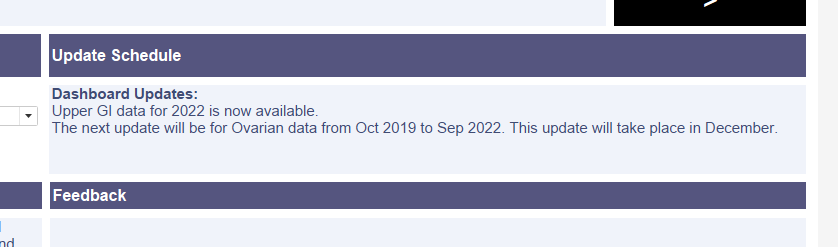 Update Schedule
Dashboard Updates:
Upper GI data for 2022 is now available.
The next update will be for Ovarian data from Oct 2019 to Sep 2022. This update will take place in December.
Feedback